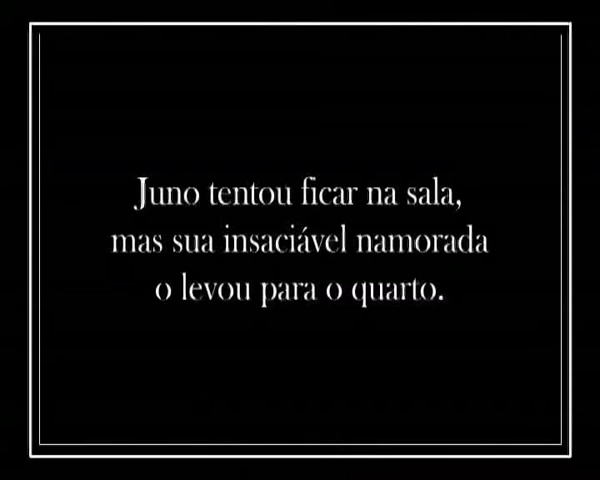 Juno tentou ficar na sala,
mas sua insaciável namorada
o levou para o quarto.